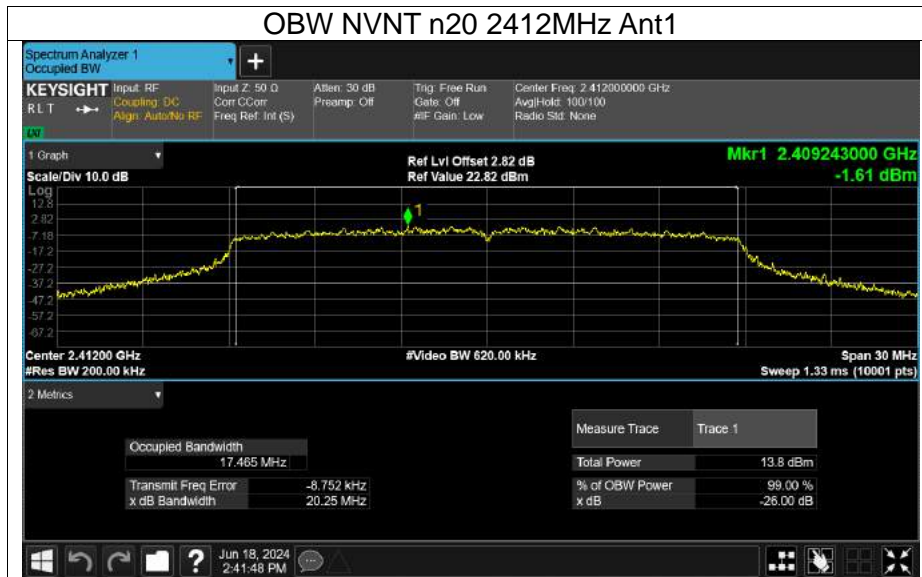 OBW NVNT n20 2412MHz Ant1
Spectrum Analyzer 1
Occupied BW
+
KEYSIGHT Input: RF Input Z: 50 Ω Atten: 30 dB Trig: Free Run Center Freq: 2.412000000 GHz
RLT Coupling: DC Corr CCorr Preamp: Off Gate: Off Avg|Hold: 100/100
Align: Auto/No RF Freq Ref: Int (S) #IF Gain: Low Radio Std: None
EXT
1 Graph Ref Lvl Offset 2.82 dB Mkr1 2.409243000 GHz
Scale/Div 10.0 dB Ref Value 22.82 dBm -1.61 dBm
Log
12.8
2.82
-7.18
-17.2
-27.2
-37.2
-47.2
-57.2
-67.2
1
Center 2.41200 GHz #Video BW 620.00 kHz Span 30 MHz
#Res BW 200.00 kHz Sweep 1.33 ms (10001 pts)
2 Metrics
Measure Trace Trace 1
Occupied Bandwidth
17.465 MHz Total Power 13.8 dBm
Transmit Freq Error -8.752 kHz % of OBW Power 99.00 %
x dB Bandwidth 20.25 MHz x dB -26.00 dB
? Jun 18, 2024
2:41:48 PM